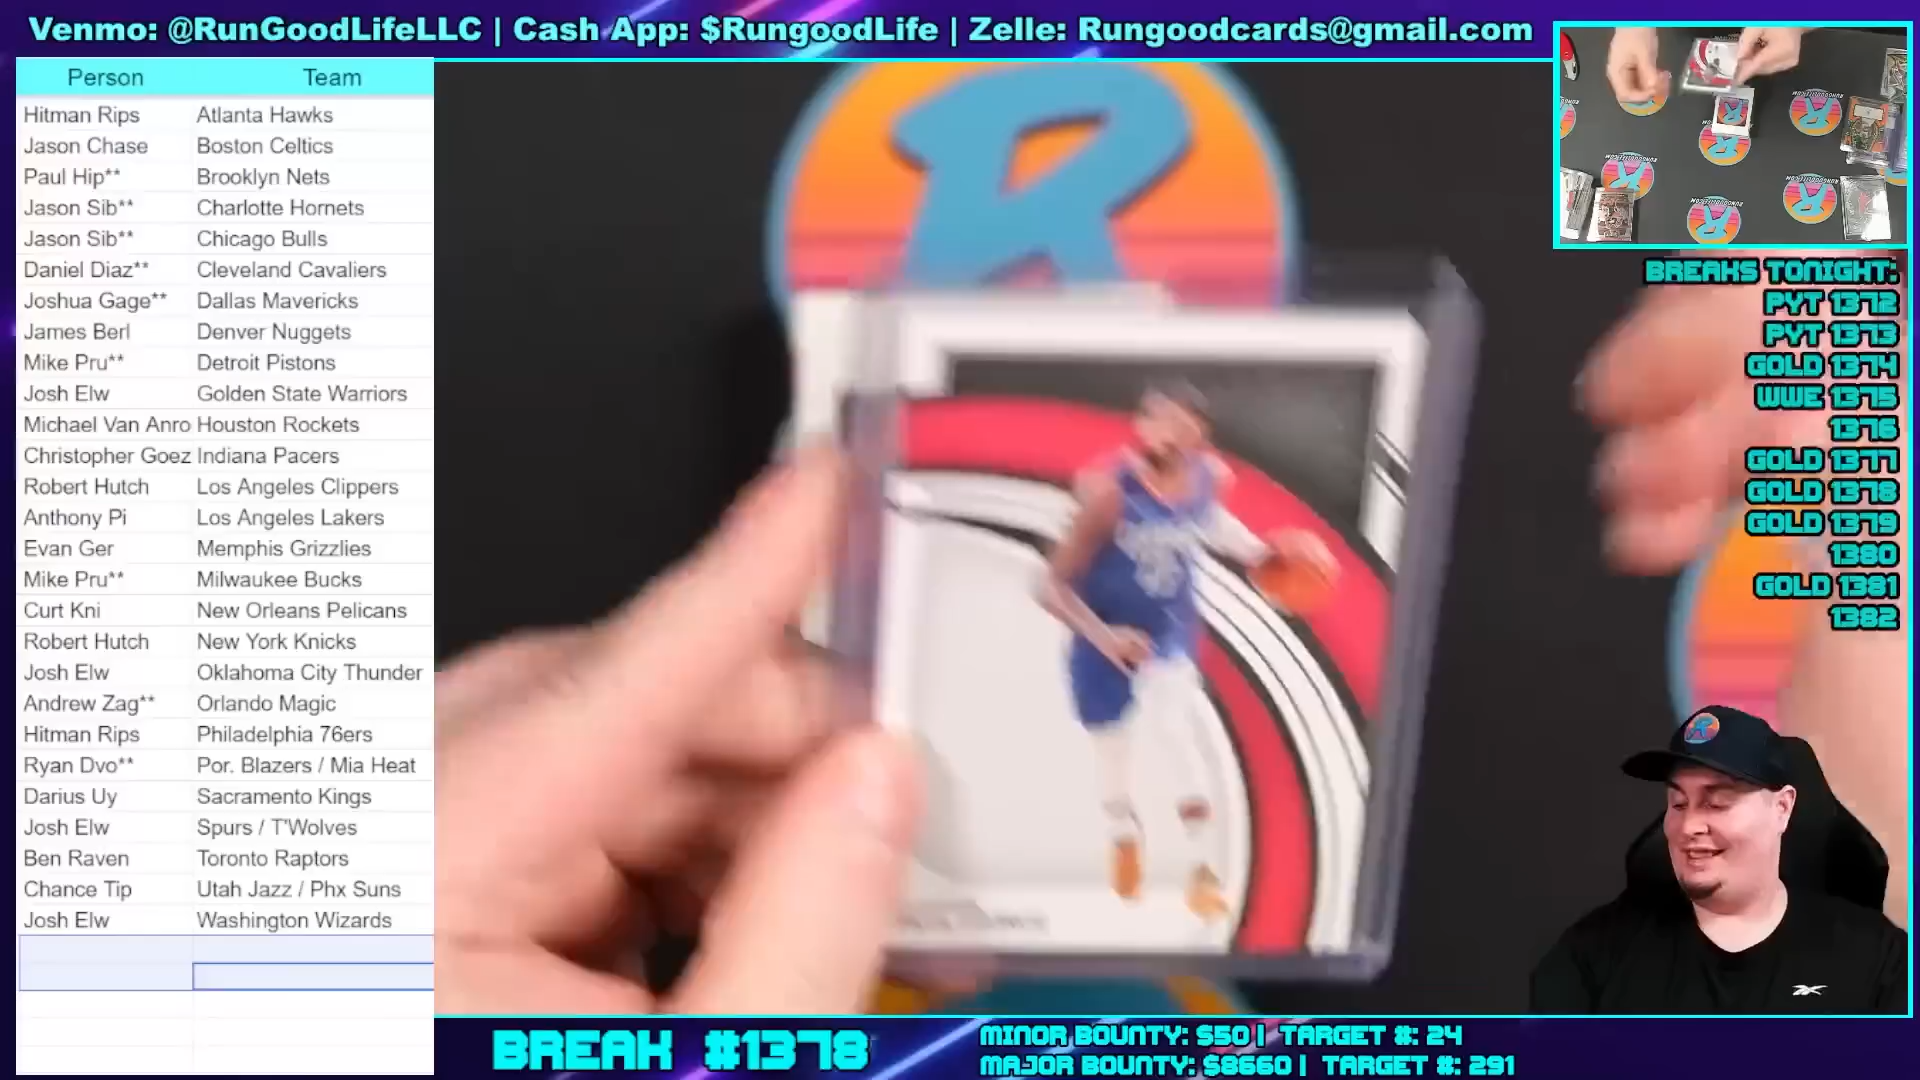 Venmo: @RunGoodLifeLLC | Cash App: $RungoodLife | Zelle: Rungoodcards@gmail.com
Person Team
Hitman Rips Atlanta Hawks
Jason Chase Boston Celtics
Paul Hip** Brooklyn Nets
Jason Sib** Charlotte Hornets
Jason Sib** Chicago Bulls
Daniel Diaz** Cleveland Cavaliers
Joshua Gage** Dallas Mavericks
James Berl Denver Nuggets
Mike Pru** Detroit Pistons
Josh Elw Golden State Warriors
Michael Van Anro Houston Rockets
Christopher Goez Indiana Pacers
Robert Hutch Los Angeles Clippers
Anthony Pi Los Angeles Lakers
Evan Ger Memphis Grizzlies
Mike Pru** Milwaukee Bucks
Curt Kni New Orleans Pelicans
Robert Hutch New York Knicks
Josh Elw Oklahoma City Thunder
Andrew Zag** Orlando Magic
Hitman Rips Philadelphia 76ers
Ryan Dvo** Por. Blazers / Mia Heat
Darius Uy Sacramento Kings
Josh Elw Spurs / T'Wolves
Ben Raven Toronto Raptors
Chance Tip Utah Jazz / Phx Suns
Josh Elw Washington Wizards
R
BREAKS TONIGHT:
PYT 1372
PYT 1373
GOLD 1374
WWE 1375
1376
GOLD 1377
GOLD 1378
GOLD 1379
1380
GOLD 1381
1382
BREAK #1378
MINOR BOUNTY: $50 | TARGET #: 24
MAJOR BOUNTY: $8660 | TARGET #: 291